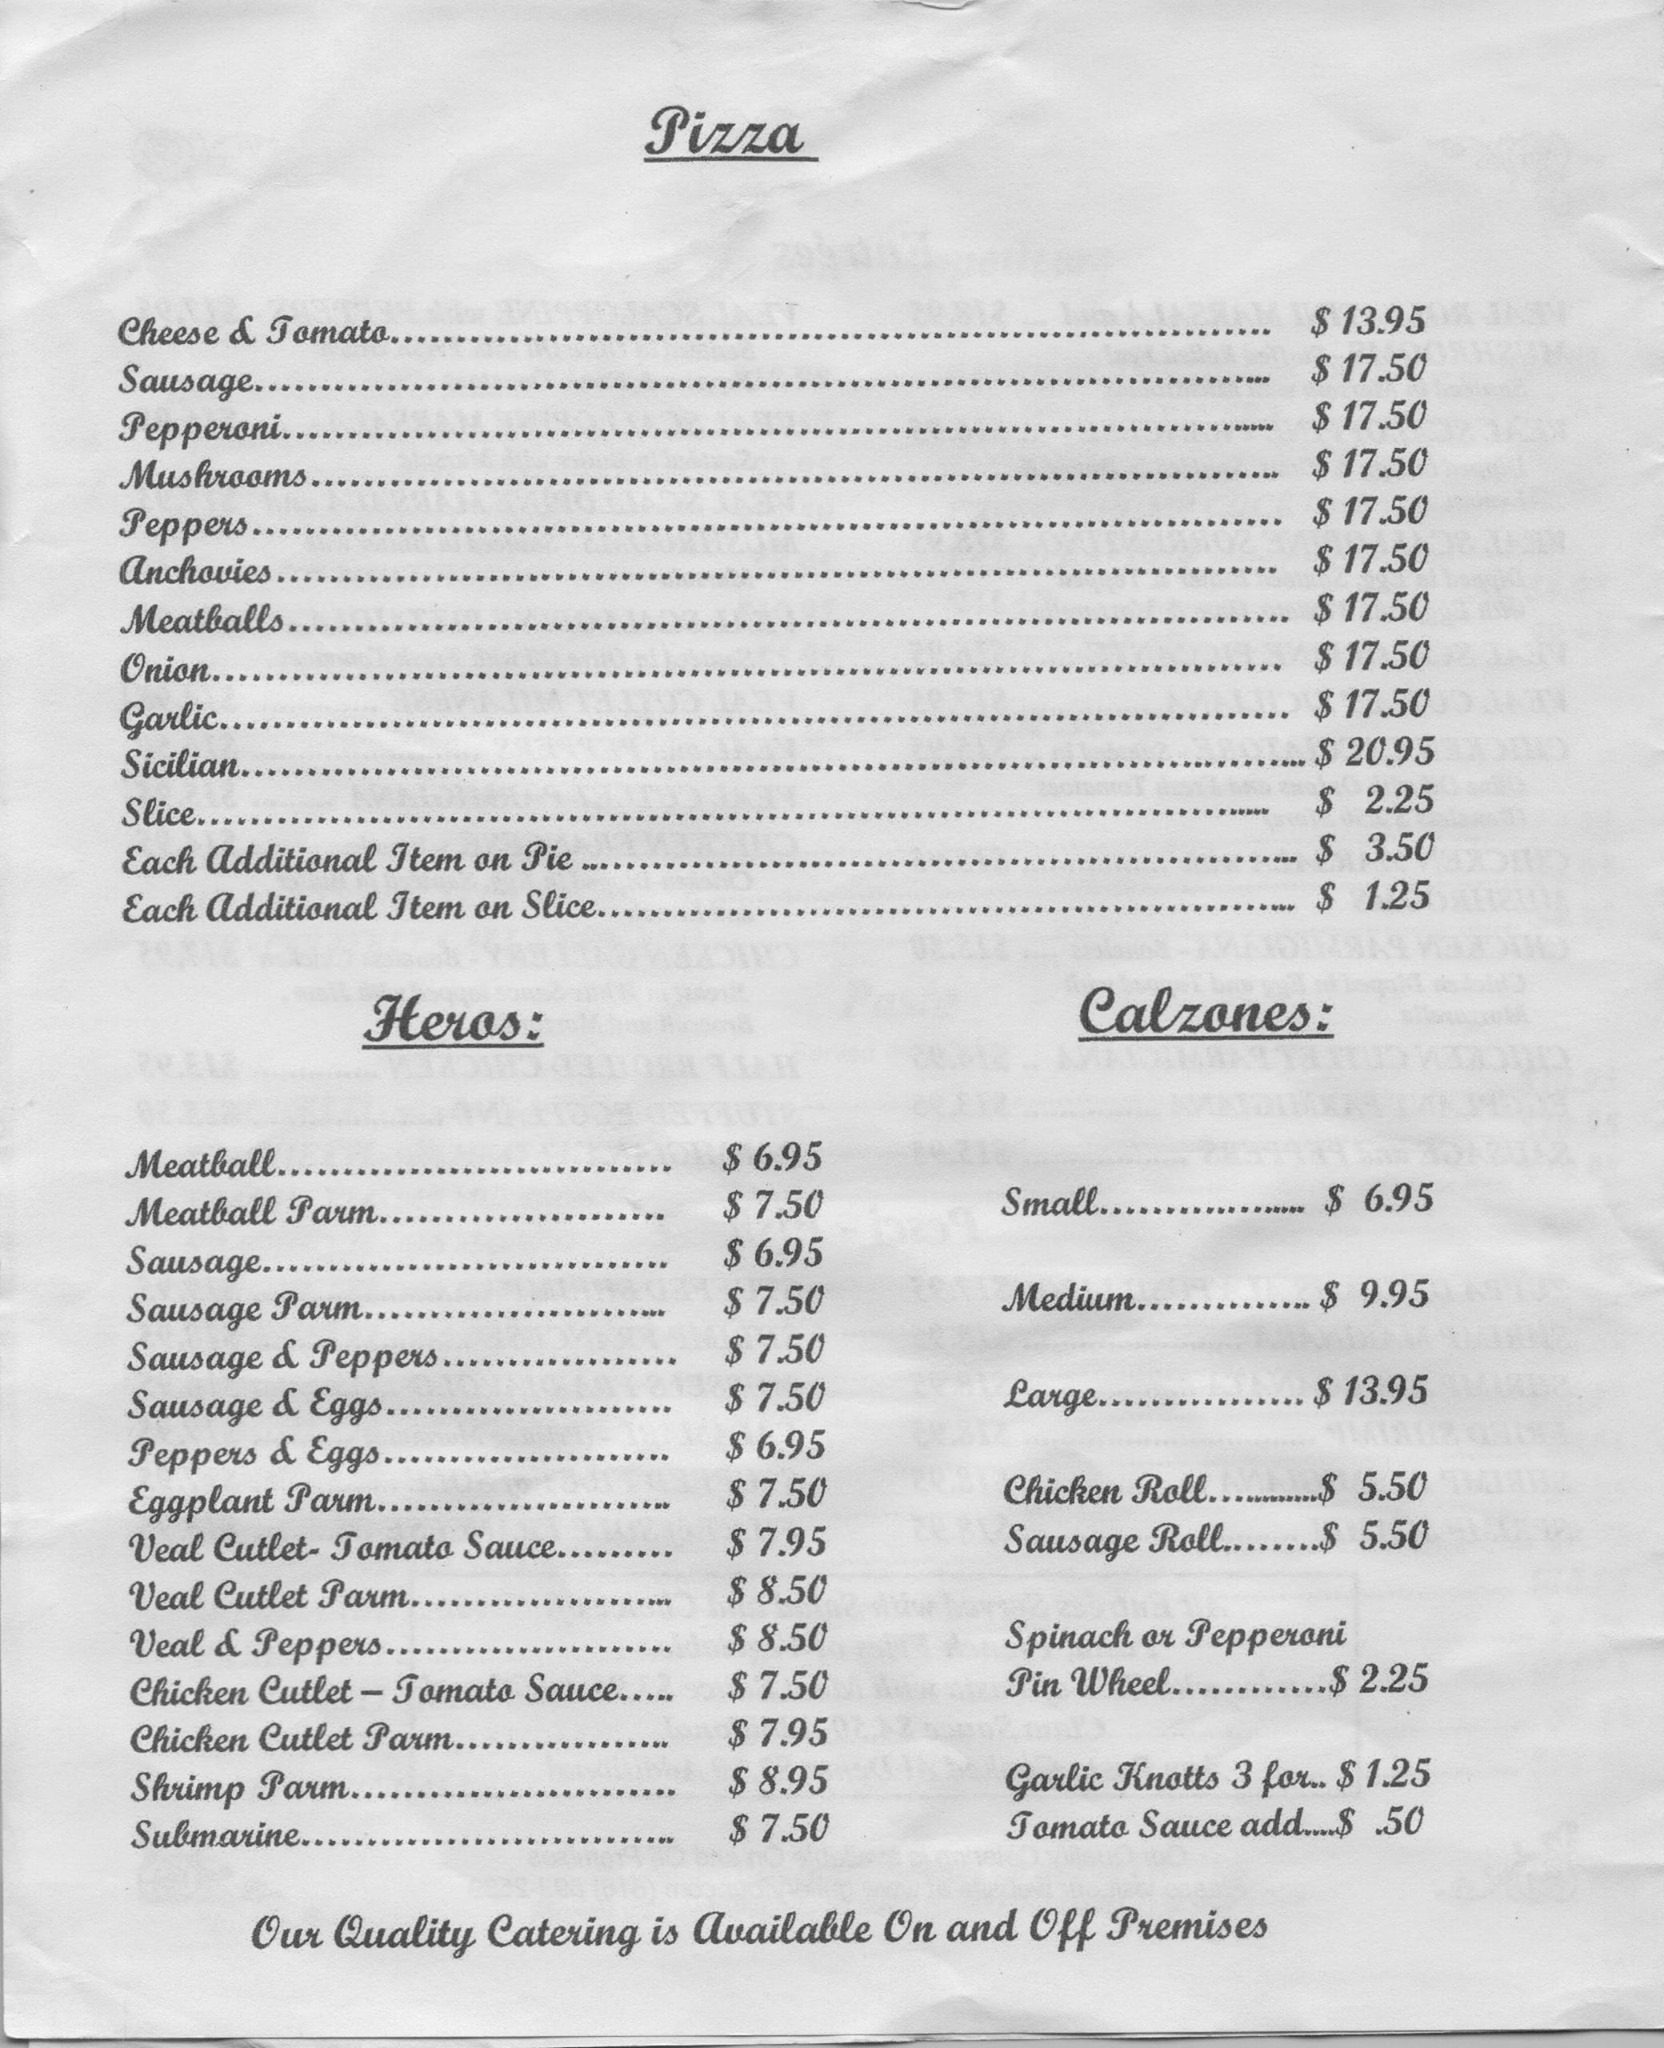 Pizza
Cheese & Tomato.................................................................... $ 13.95
Sausage.............................................................................. $ 17.50
Pepperoni........................................................................... $ 17.50
Mushrooms......................................................................... $ 17.50
Peppers.............................................................................. $ 17.50
Anchovies........................................................................... $ 17.50
Meatballs........................................................................... $ 17.50
Onion................................................................................. $ 17.50
Garlic................................................................................. $ 17.50
Sicilian................................................................................ $ 20.95
Slice................................................................................... $ 2.25
Each Additional Item on Pie ...................................................... $ 3.50
Each Additional Item on Slice..................................................... $ 1.25
Heros:
Meatball.............................. $ 6.95
Meatball Parm...................... $ 7.50
Sausage............................... $ 6.95
Sausage Parm....................... $ 7.50
Sausage & Peppers.................. $ 7.50
Sausage & Eggs...................... $ 7.50
Peppers & Eggs...................... $ 6.95
Eggplant Parm...................... $ 7.50
Veal Cutlet- Tomato Sauce......... $ 7.95
Veal Cutlet Parm.................... $ 8.50
Veal & Peppers...................... $ 8.50
Chicken Cutlet – Tomato Sauce..... $ 7.50
Chicken Cutlet Parm................. $ 7.95
Shrimp Parm......................... $ 8.95
Submarine............................. $ 7.50
Calzones:
Small.................. $ 6.95
Medium.............. $ 9.95
Large................ $ 13.95
Chicken Roll.............$ 5.50
Sausage Roll.........$ 5.50
Spinach or Pepperoni
Pin Wheel............$ 2.25
Garlic Knotts 3 for.. $ 1.25
Tomato Sauce add.....$ .50
Our Quality Catering is Available On and Off Premises